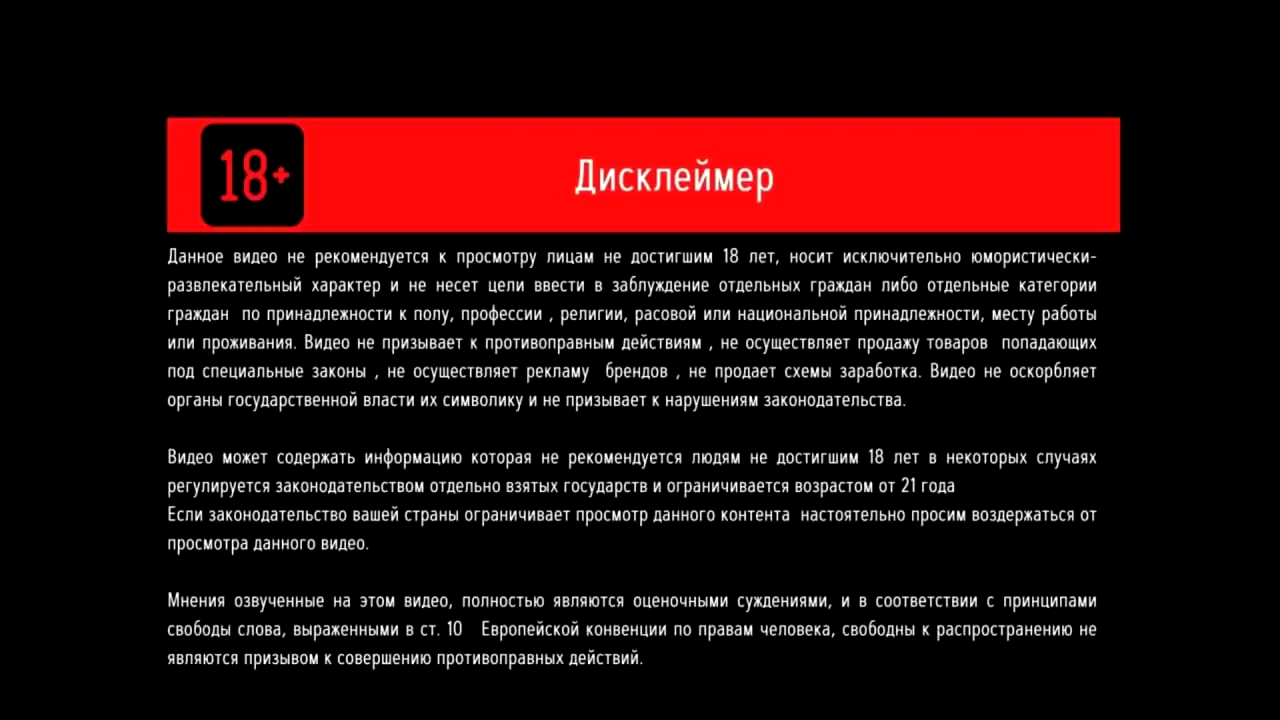 18+
Дисклеймер
Данное видео не рекомендуется к просмотру лицам не достигшим 18 лет, носит исключительно юмористически-
развлекательный характер и не несет цели ввести в заблуждение отдельных граждан либо отдельные категории
граждан  по принадлежности к полу, профессии , религии, расовой или национальной принадлежности, месту работы
или проживания. Видео не призывает к противоправным действиям , не осуществляет продажу товаров  попадающих
под специальные законы , не осуществляет рекламу  брендов , не продает схемы заработка. Видео не оскорбляет
органы государственной власти их символику и не призывает к нарушениям законодательства.
Видео может содержать информацию которая не рекомендуется людям не достигшим 18 лет в некоторых случаях
регулируется законодательством отдельно взятых государств и ограничивается возрастом от 21 года
Если законодательство вашей страны ограничивает просмотр данного контента  настоятельно просим воздержаться от
просмотра данного видео.
Мнения озвученные на этом видео, полностью являются оценочными суждениями, и в соответствии с принципами
свободы слова, выраженными в ст. 10  Европейской конвенции по правам человека, свободны к распространению не
являются призывом к совершению противоправных действий.